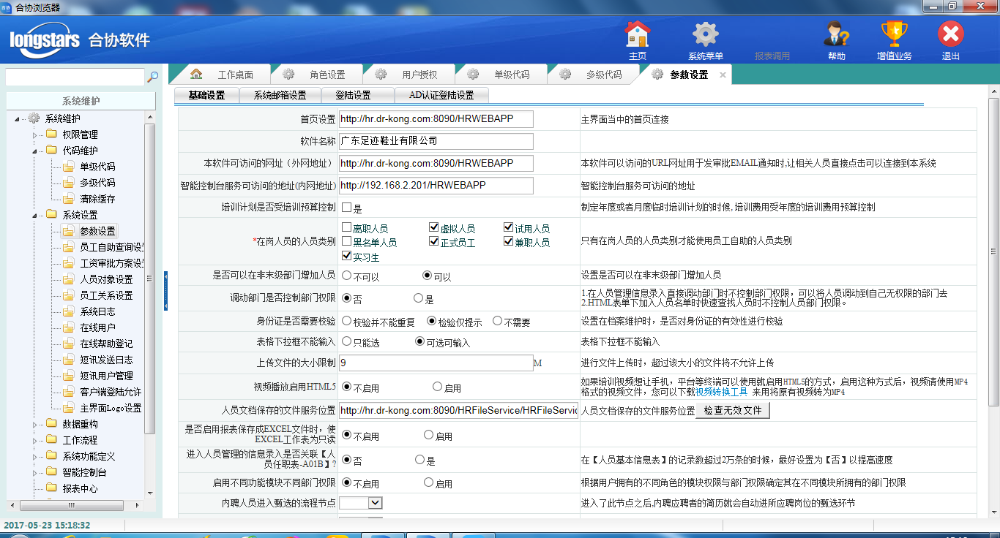 合协浏览器
longstars 合协软件
主页
系统菜单
报表调用
帮助
增值业务
退出
工作桌面
角色设置
用户授权
单级代码
多级代码
参数设置
系统维护
系统维护
权限管理
代码维护
单级代码
多级代码
清除缓存
系统设置
参数设置
员工自助查询设
工资审批方案设
人员对象设置
员工关系设置
系统日志
在线用户
在线帮助登记
短讯发送日志
短讯用户管理
客户端登陆允许
主界面Logo设置
数据重构
工作流程
系统功能定义
智能控制台
报表中心
基础设置
系统邮箱设置
登陆设置
AD认证登陆设置
首页设置 http://hr.dr-kong.com:8090/HRWEBAPP 主界面当中的首页连接
软件名称 广东足迹鞋业有限公司
本软件可访问的网址（外网地址） http://hr.dr-kong.com:8090/HRWEBAPP 本软件可以访问的URL网址用于发审批EMAIL通知时,让相关人员直接点击可以连接到本系统
智能控制台服务可访问的地址(内网地址) http://192.168.2.201/HRWEBAPP 智能控制台服务可访问的地址
培训计划是否受培训预算控制 是 制定年度或者月度临时培训计划的时候, 培训费用受年度的培训费用预算控制
*在岗人员的人员类别 离职人员 虚拟人员 试用人员
黑名单人员 正式员工 兼职人员
实习生
只有在岗人员的人员类别才能使用员工自助的人员类别
是否可以在非末级部门增加人员 不可以 可以 设置是否可以在非末级部门增加人员
调动部门是否控制部门权限 否 是 1.在人员管理信息录入直接调动部门时不控制部门权限，可以将人员调动到自己无权限的部门去
2.HTML表单下加入人员名单时快速查找人员时不控制人员部门权限。
身份证是否需要校验 校验并不能重复 检验仅提示 不需要 设置在档案维护时，是否对身份证的有效性进行校验
表格下拉框不能输入 只能选 可选可输入 表格下拉框不能输入
上传文件的大小限制 9 M 进行文件上传时，超过该大小的文件将不允许上传
视频播放启用HTML5 不启用 启用 如果培训视频想让手机，平台等终端可以使用就启用HTML5的方式，启用这种方式后，视频请使用MP4
格式的视频文件，您可以下载视频转换工具 来用将原有视频转为MP4
人员文档保存的文件服务位置 http://hr.dr-kong.com:8090/HRFileService/HRFileServic 人员文档保存的文件服务位置 检查无效文件
是否启用报表保存成EXCEL文件时，使
EXCEL工作表为只读 不启用 启用
进入人员管理的信息录入是否关联【人
员任职表-A01B】? 否 是 在【人员基本信息表】的记录数超过2万条的时候，最好设置为【否】以提高速度
启用不同功能模块不同部门权限 不启用 启用 根据用户拥有的不同角色的模块权限与部门权限确定其在不同模块所拥有的部门权限
内聘人员进入甄选的流程节点 进入了此节点之后,内聘应聘者的简历就会自动进所应聘岗位的甄选环节
2017-05-23 15:18:32